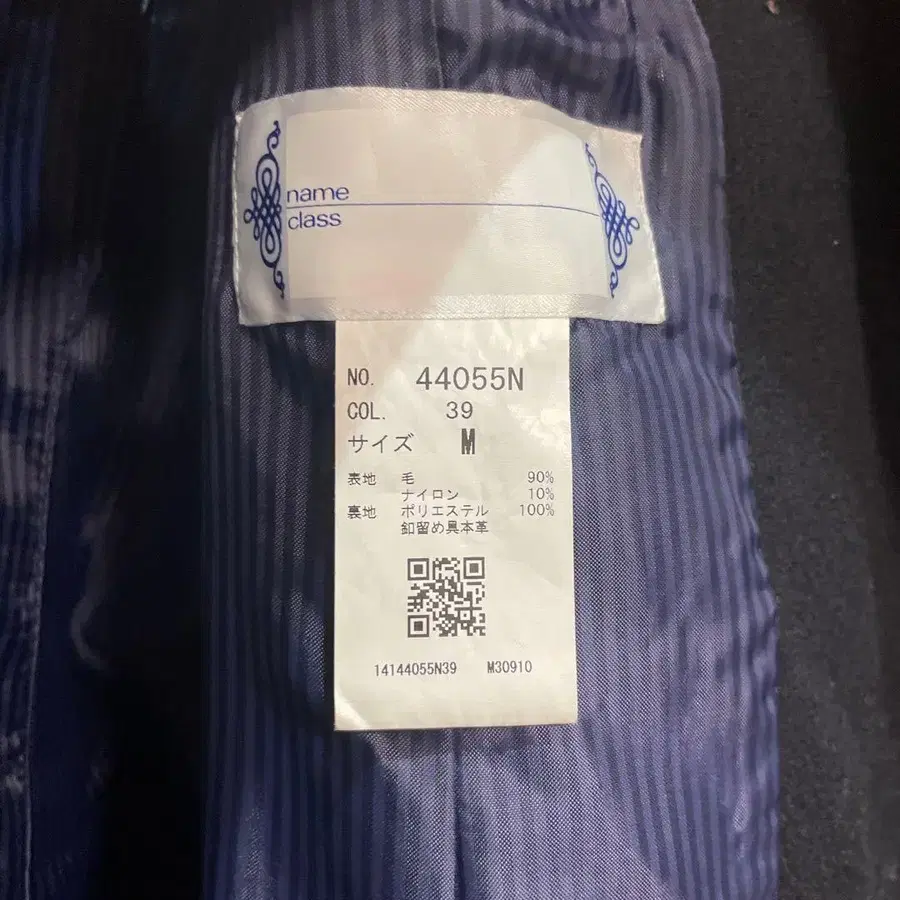 name
class
NO. 44055N
COL. 39
サイズ M
表地 毛 90%
ナイロン 10%
裏地 ポリエステル 100%
釦留め具本革
14144055N39 M30910